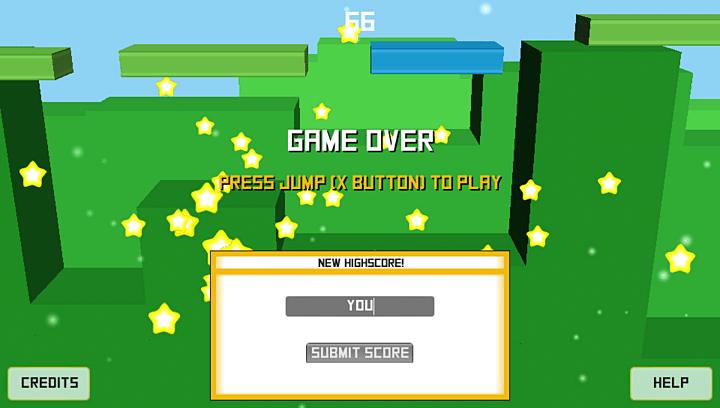 66
GAME OVER
PRESS JUMP (X BUTTON) TO PLAY
NEW HIGHSCORE!
YOU
SUBMIT SCORE
CREDITS
HELP